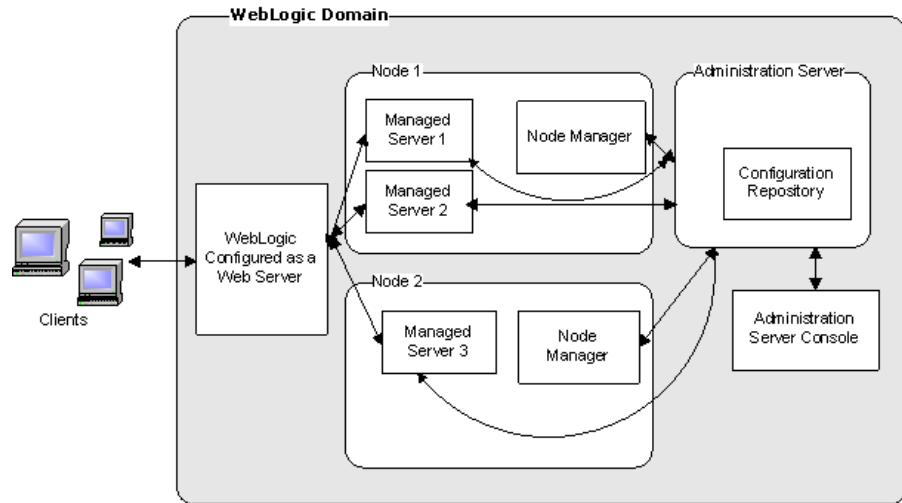 WebLogic Domain
Node 1
Managed
Server 1
Node Manager
Managed
Server 2
Administration Server
Configuration
Repository
WebLogic
Configured as a
Web Server
Clients
Node 2
Managed
Server 3
Node
Manager
Administration
Server Console